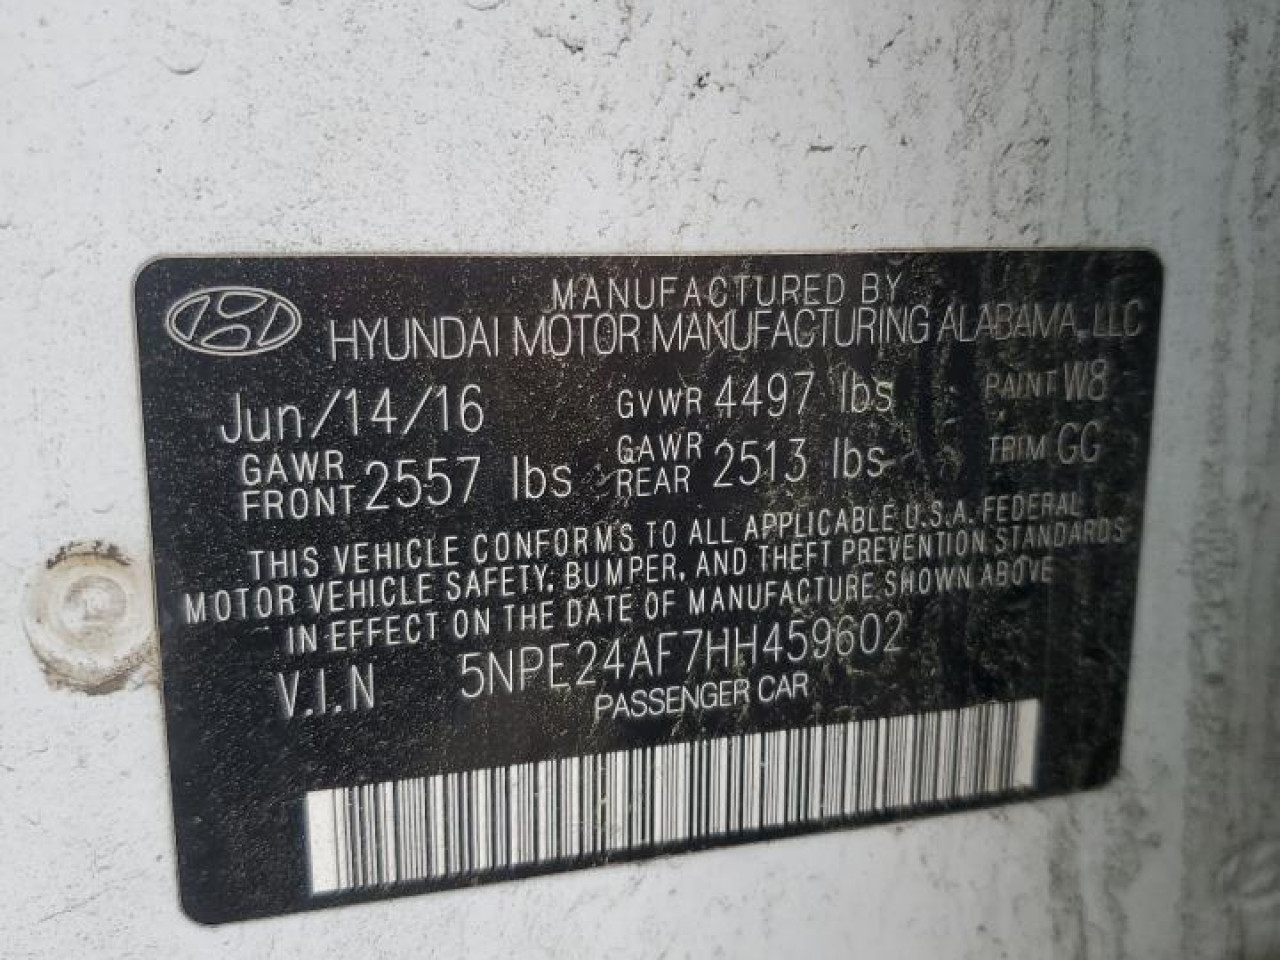 MANUFACTURED BY
HYUNDAI MOTOR MANUFACTURING ALABAMA, LLC
Jun/14/16 GVWR 4497 lbs PAINT W8
GAWR FRONT 2557 lbs GAWR REAR 2513 lbs TRIM GG
THIS VEHICLE CONFORMS TO ALL APPLICABLE U.S.A. FEDERAL
MOTOR VEHICLE SAFETY, BUMPER, AND THEFT PREVENTION STANDARDS
IN EFFECT ON THE DATE OF MANUFACTURE SHOWN ABOVE
V.I.N 5NPE24AF7HH459602
PASSENGER CAR